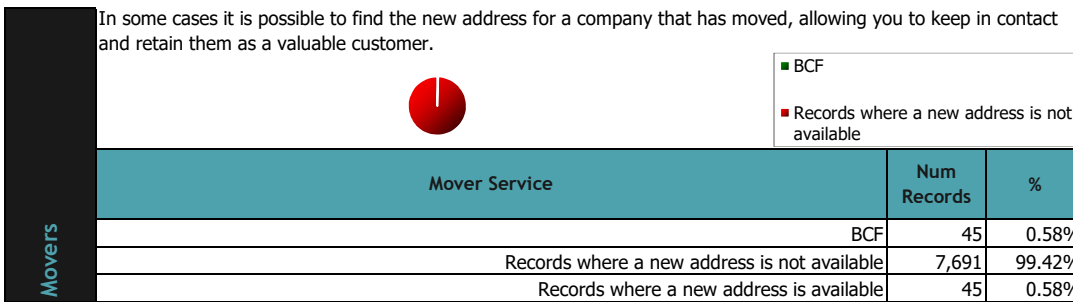 In some cases it is possible to find the new address for a company that has moved, allowing you to keep in contact
and retain them as a valuable customer.
BCF
Records where a new address is not
available
Movers
Mover Service
Num
Records
%
BCF 45 0.58%
Records where a new address is not available 7,691 99.42%
Records where a new address is available 45 0.58%